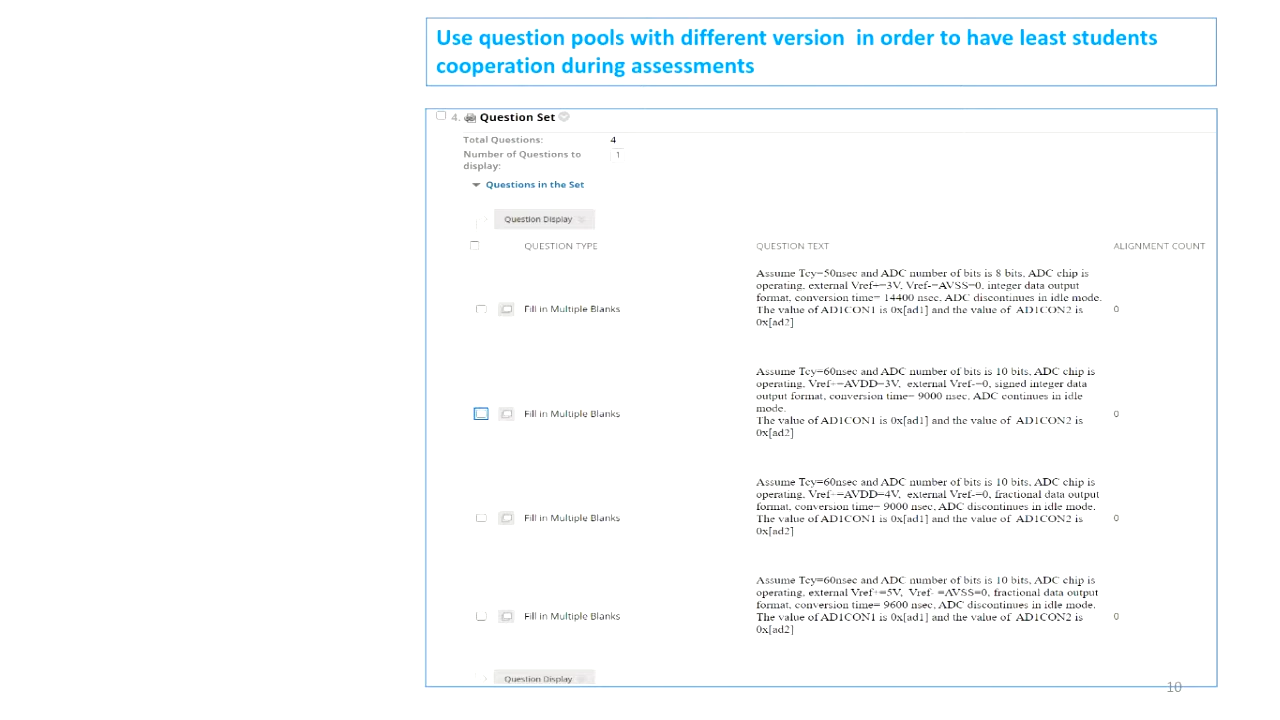 Use question pools with different version  in order to have least students
cooperation during assessments
4. Question Set
Total Questions: 4
Number of Questions to 1
display:
Questions in the Set
Question Display
QUESTION TYPE QUESTION TEXT ALIGNMENT COUNT
Assume Tcy=50nsec and ADC number of bits is 8 bits, ADC chip is
operating, external Vref+=3V, Vref-=AVSS=0, integer data output
format, conversion time= 14400 nsec, ADC discontinues in idle mode.
Fill in Multiple Blanks The value of AD1CON1 is 0x[ad1] and the value of  AD1CON2 is 0
0x[ad2]
Assume Tcy=60nsec and ADC number of bits is 10 bits, ADC chip is
operating, Vref+=AVDD=3V,  external Vref-=0, signed integer data
output format, conversion time= 9000 nsec, ADC continues in idle
mode.
Fill in Multiple Blanks The value of AD1CON1 is 0x[ad1] and the value of  AD1CON2 is 0
0x[ad2]
Assume Tcy=60nsec and ADC number of bits is 10 bits, ADC chip is
operating, Vref+=AVDD=4V,  external Vref-=0, fractional data output
format, conversion time= 9000 nsec, ADC discontinues in idle mode.
Fill in Multiple Blanks The value of AD1CON1 is 0x[ad1] and the value of  AD1CON2 is 0
0x[ad2]
Assume Tcy=60nsec and ADC number of bits is 10 bits, ADC chip is
operating, external Vref+=5V,  Vref- =AVSS=0, fractional data output
format, conversion time= 9600 nsec, ADC discontinues in idle mode.
Fill in Multiple Blanks The value of AD1CON1 is 0x[ad1] and the value of  AD1CON2 is 0
0x[ad2]
Question Display
10